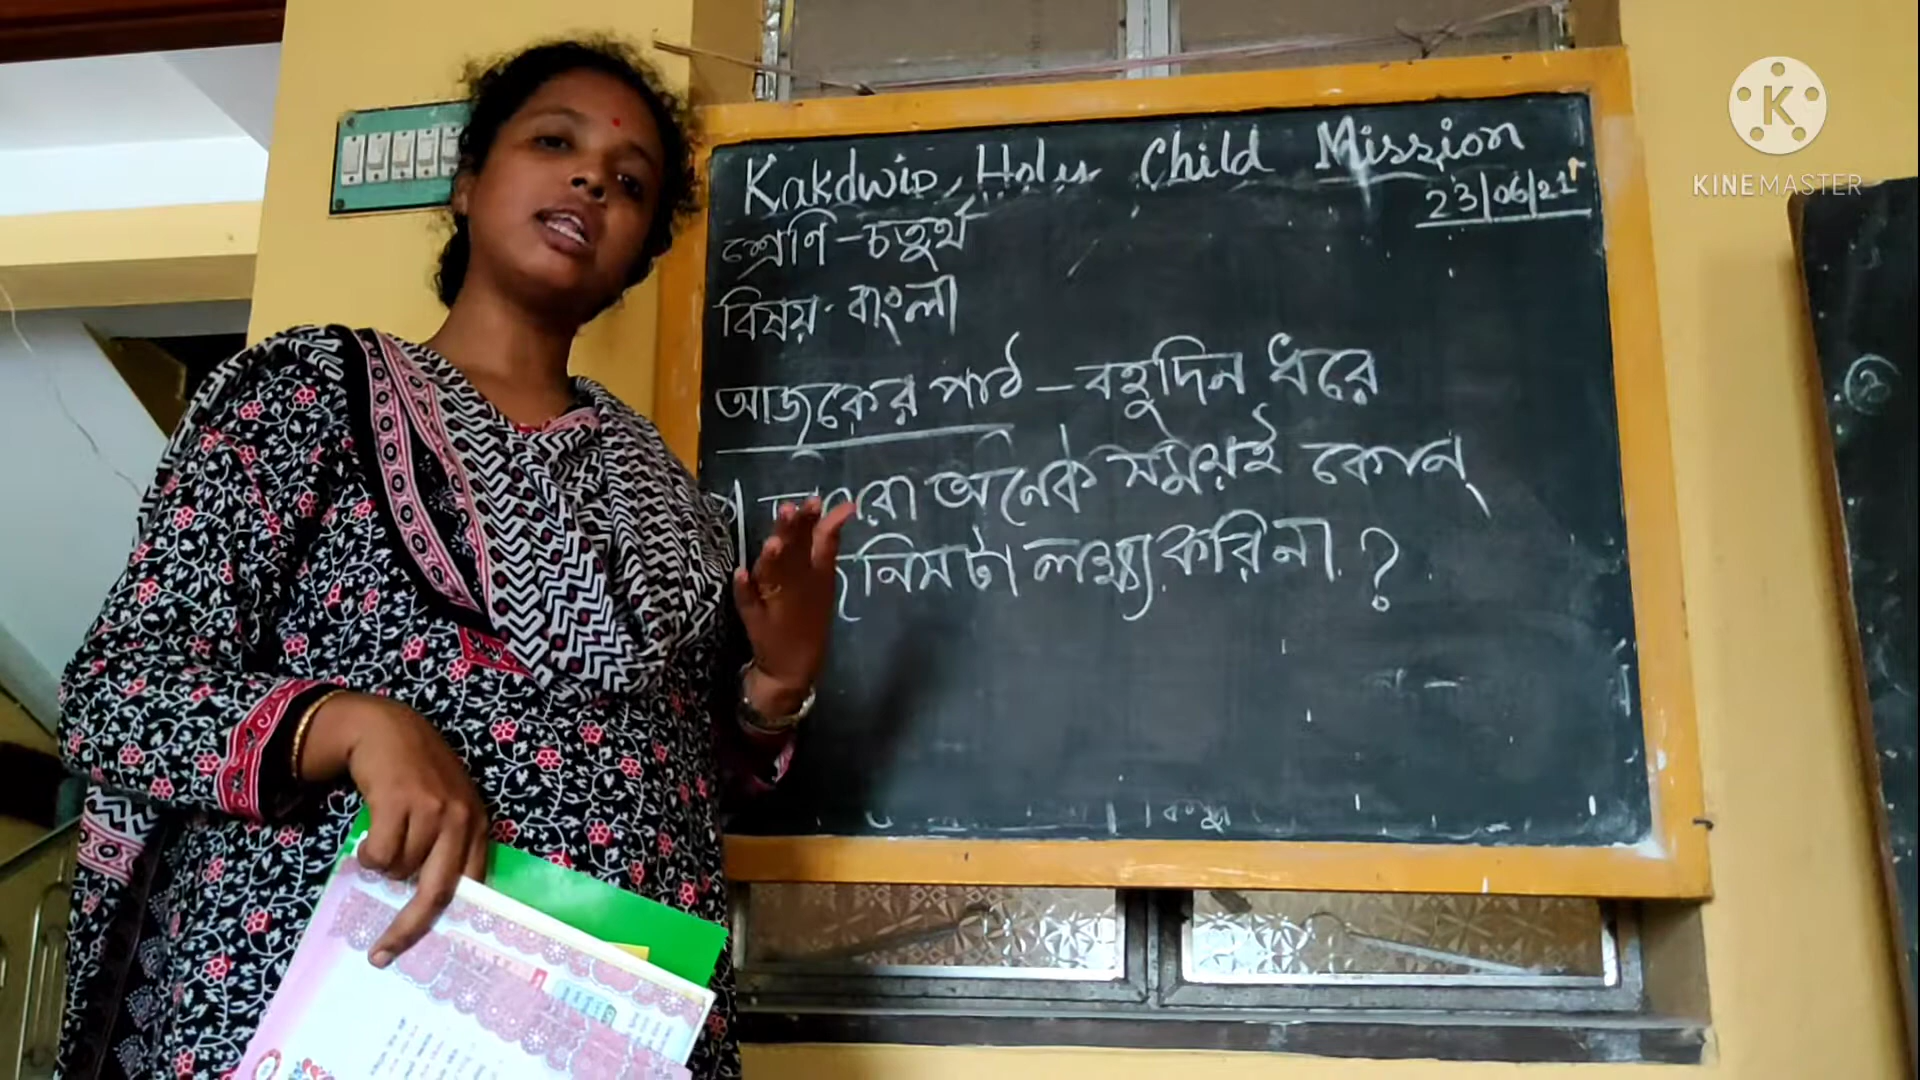 Kakdwip Holy Child Mission
23/06/21
শ্রেণি - চতুর্থ
বিষয়· বাংলা
আজকের পাঠ - বহুদিন ধরে
অনেক সময়ই কোন্
জিনিসটা লক্ষ্য করি না ?
K
KINEMASTER